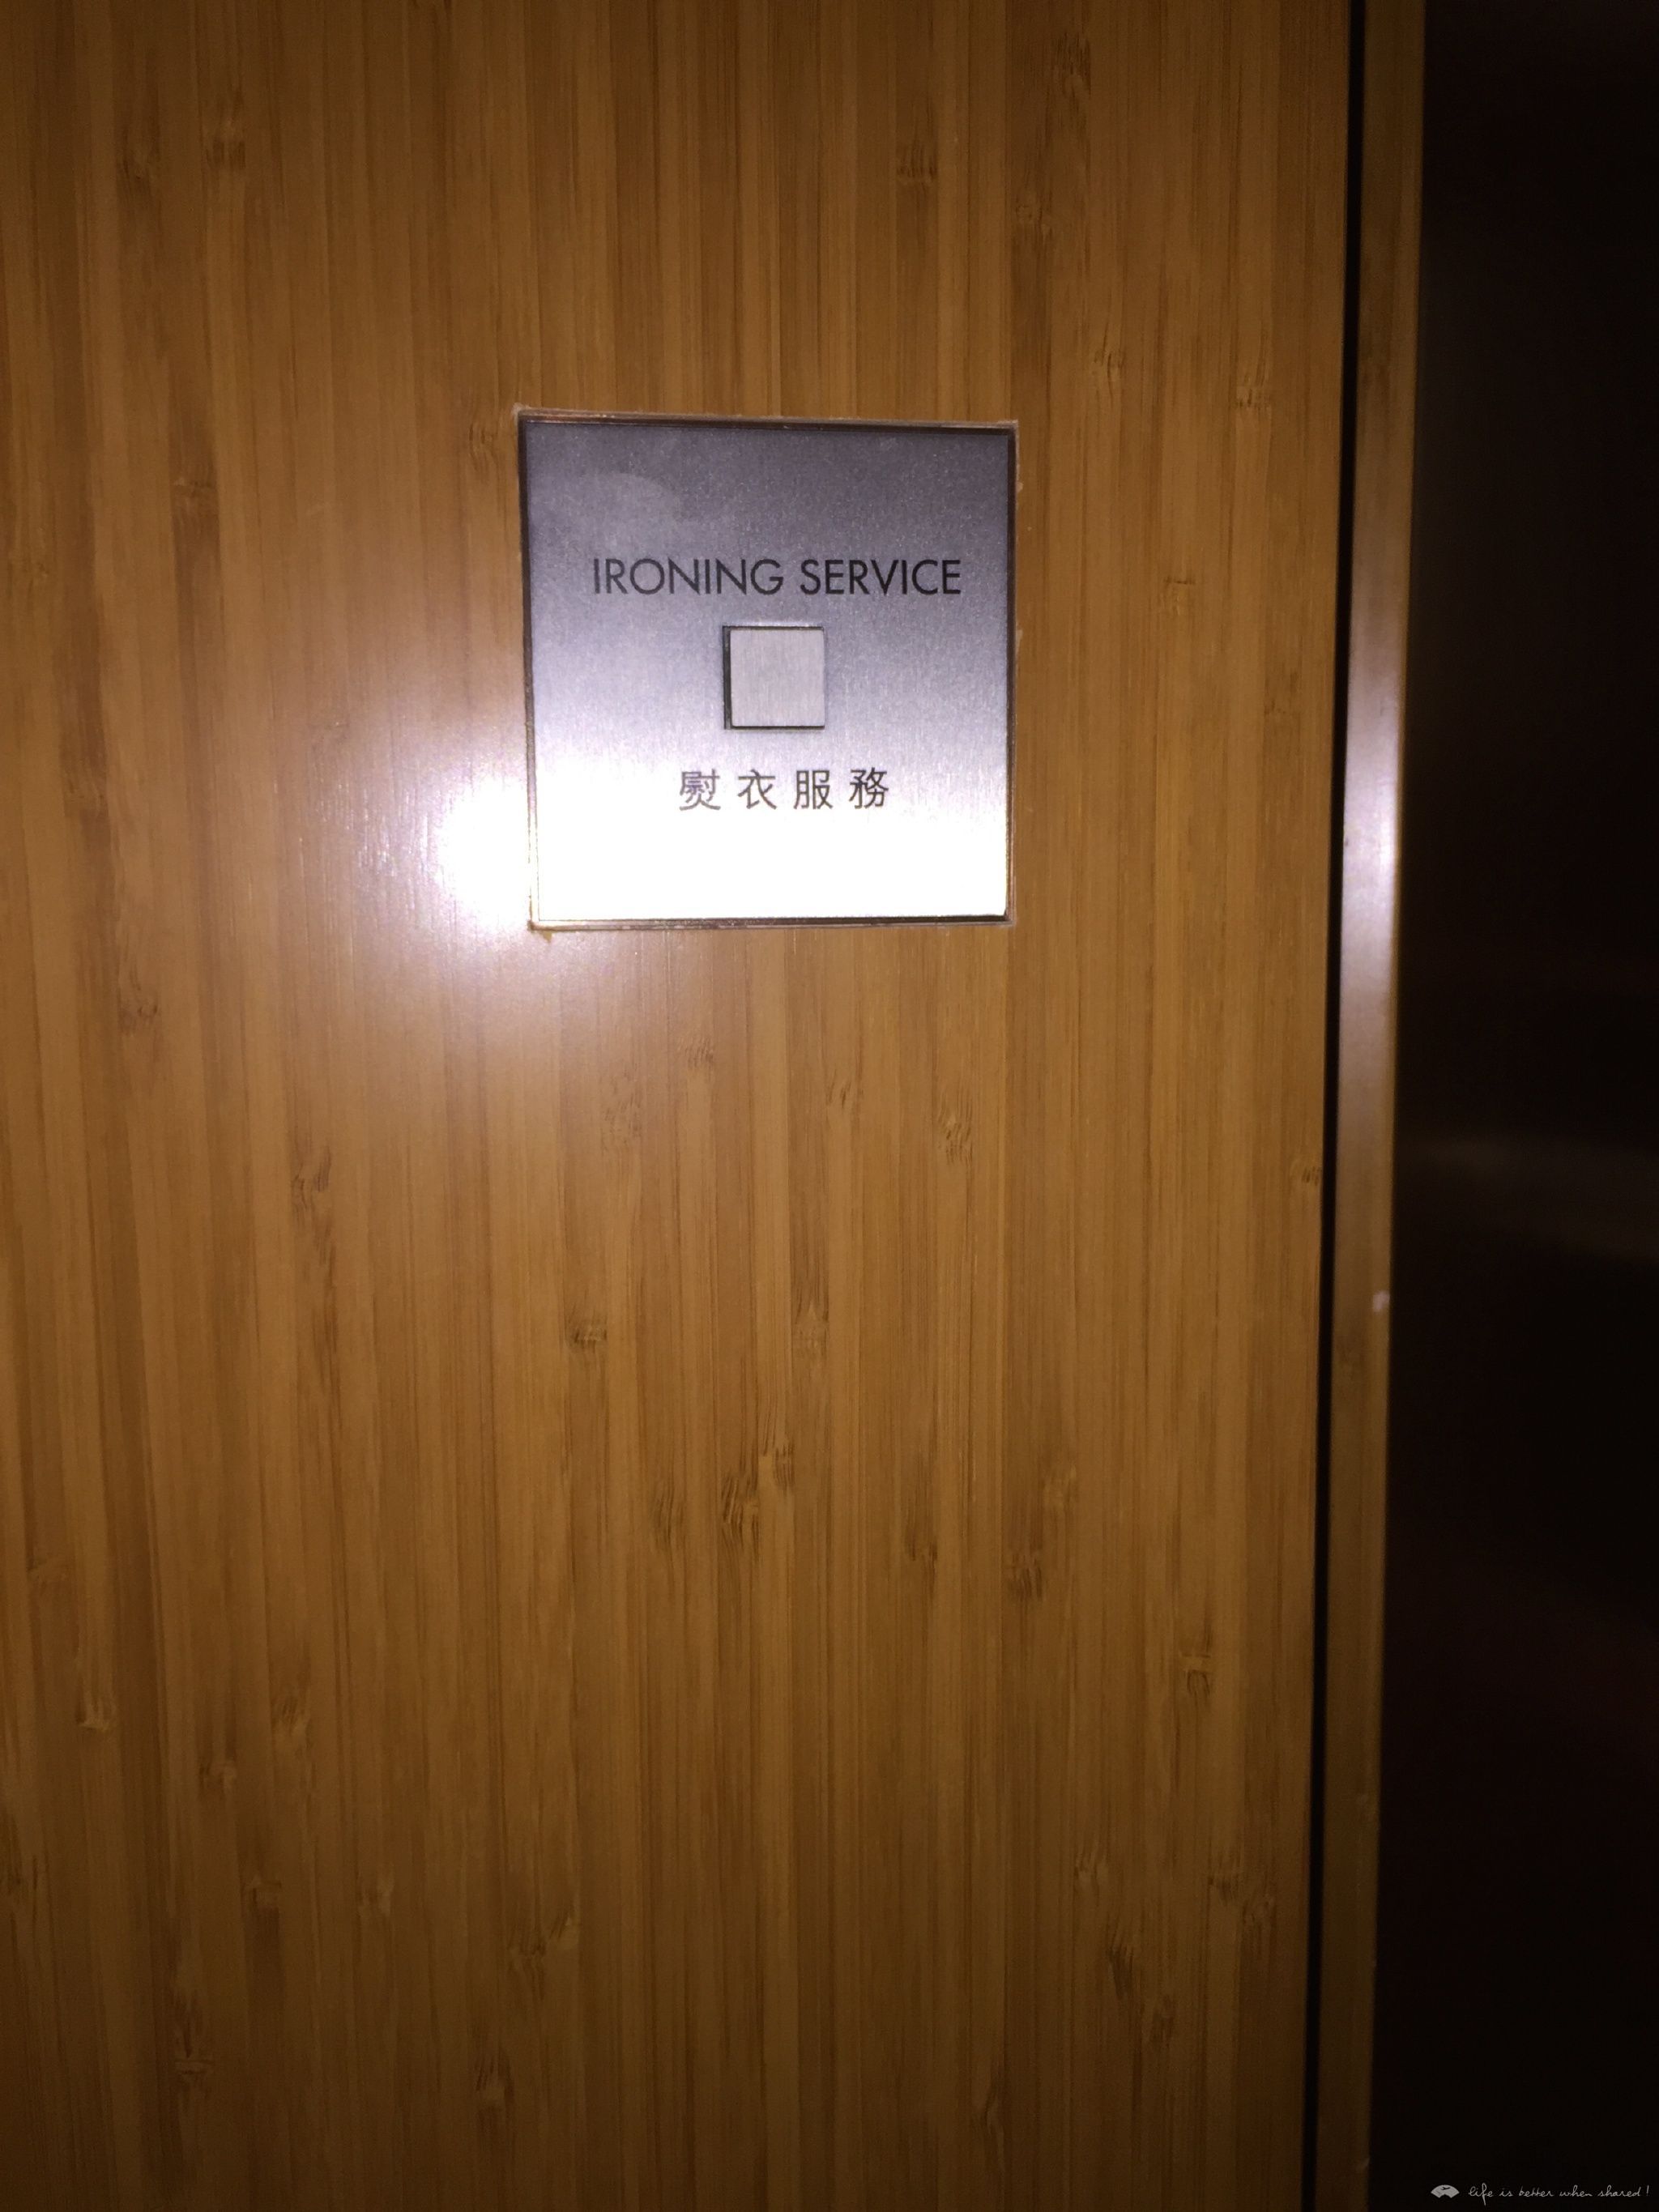 IRONING SERVICE
熨衣服務
life is better when shared!